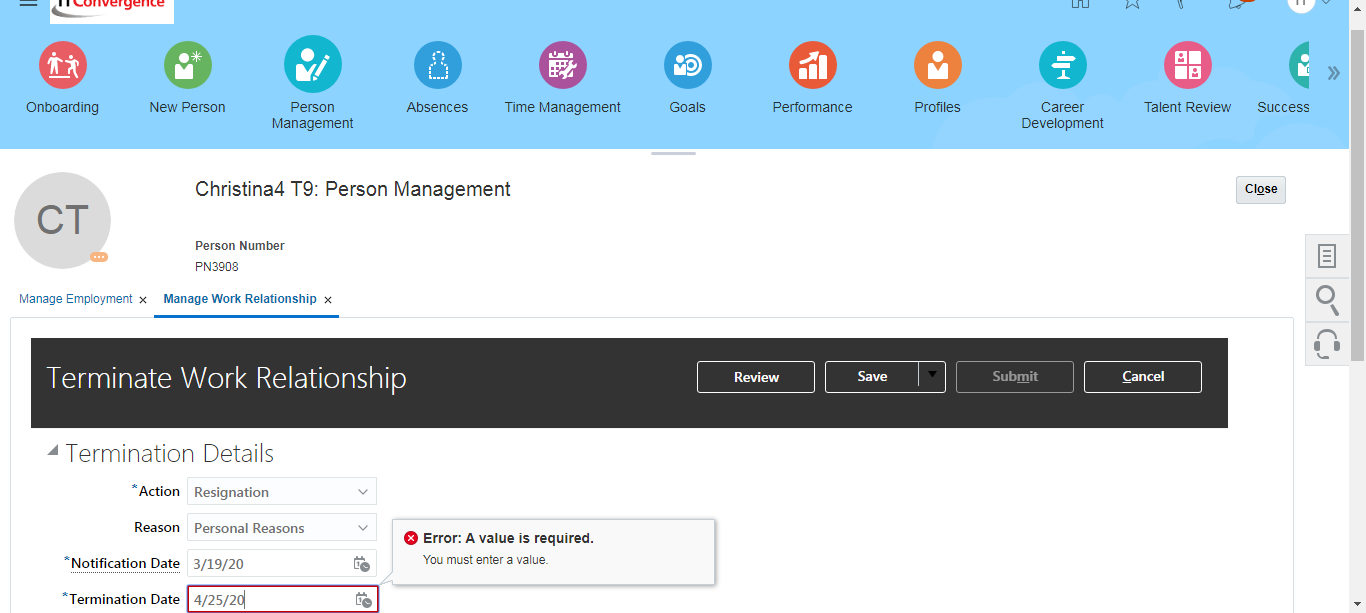 ITConvergence
Onboarding
New Person
Person
Management
Absences
Time Management
Goals
Performance
Profiles
Career
Development
Talent Review
Success
CT
Christina4 T9: Person Management
Close
Person Number
PN3908
Manage Employment
Manage Work Relationship
Terminate Work Relationship
Review
Save
Submit
Cancel
Termination Details
*Action Resignation
Reason Personal Reasons
Error: A value is required.
You must enter a value.
*Notification Date 3/19/20
*Termination Date 4/25/20